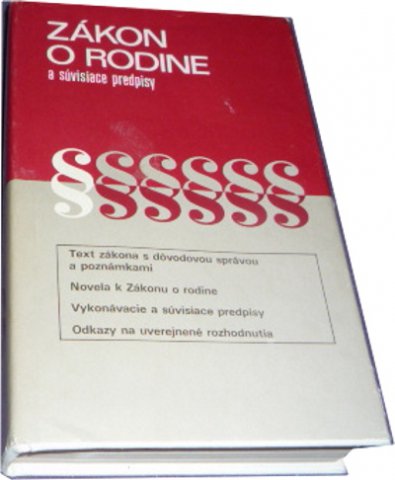 ZÁKON
O RODINE
a súvisiace predpisy
§§§§§§
§§§§§§
Text zákona s dôvodovou správou
a poznámkami
Novela k Zákonu o rodine
Vykonávacie a súvisiace predpisy
Odkazy na uverejnené rozhodnutia